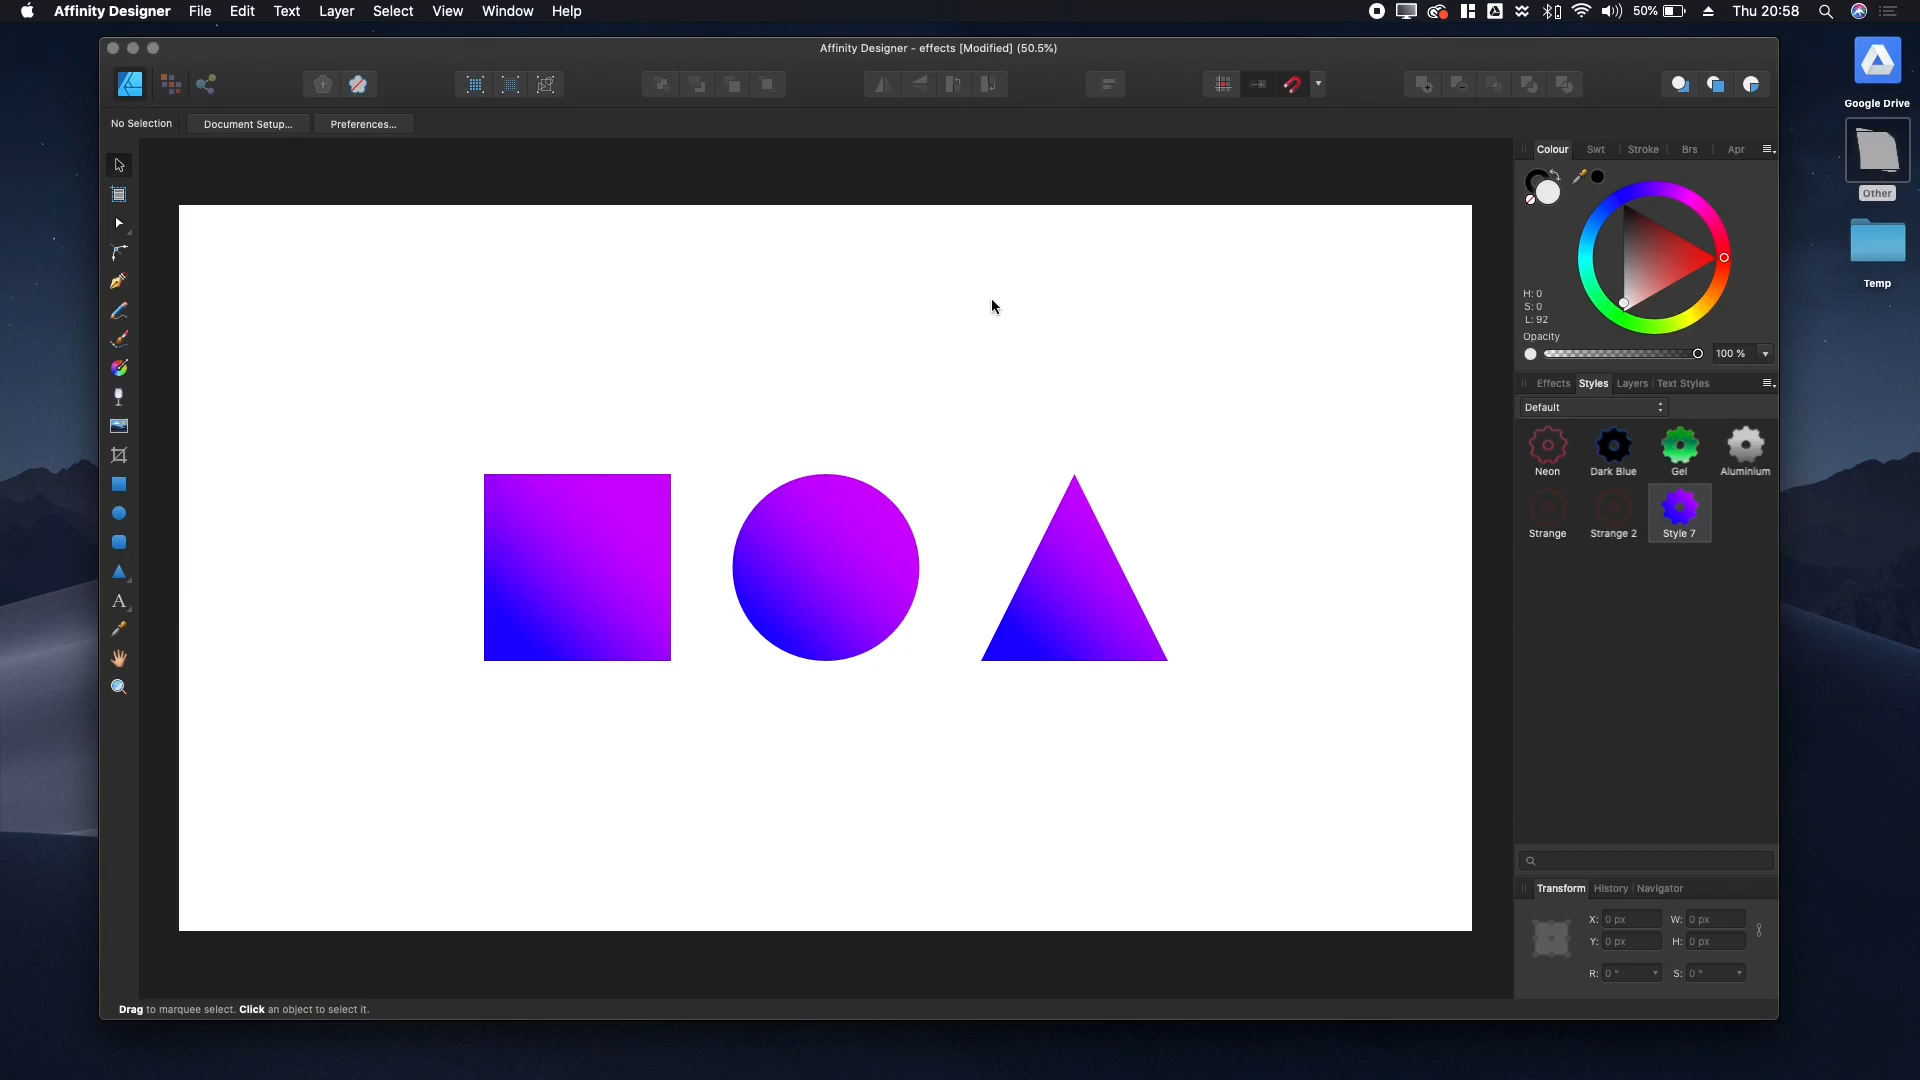 Affinity Designer File Edit Text Layer Select View Window Help 50% Thu 20:58
Affinity Designer - effects [Modified] (50.5%)
Google Drive
No Selection Document Setup... Preferences...
Colour Swt Stroke Brs Apr
Other
H: 0
S: 0
L: 92
Opacity
100 %
Temp
Effects Styles Layers Text Styles
Default
Neon Dark Blue Gel Aluminium
Strange Strange 2 Style 7
A
Transform History Navigator
X: 0 px W: 0 px
Y: 0 px H: 0 px
R: 0 ° S: 0 °
Drag to marquee select. Click an object to select it.